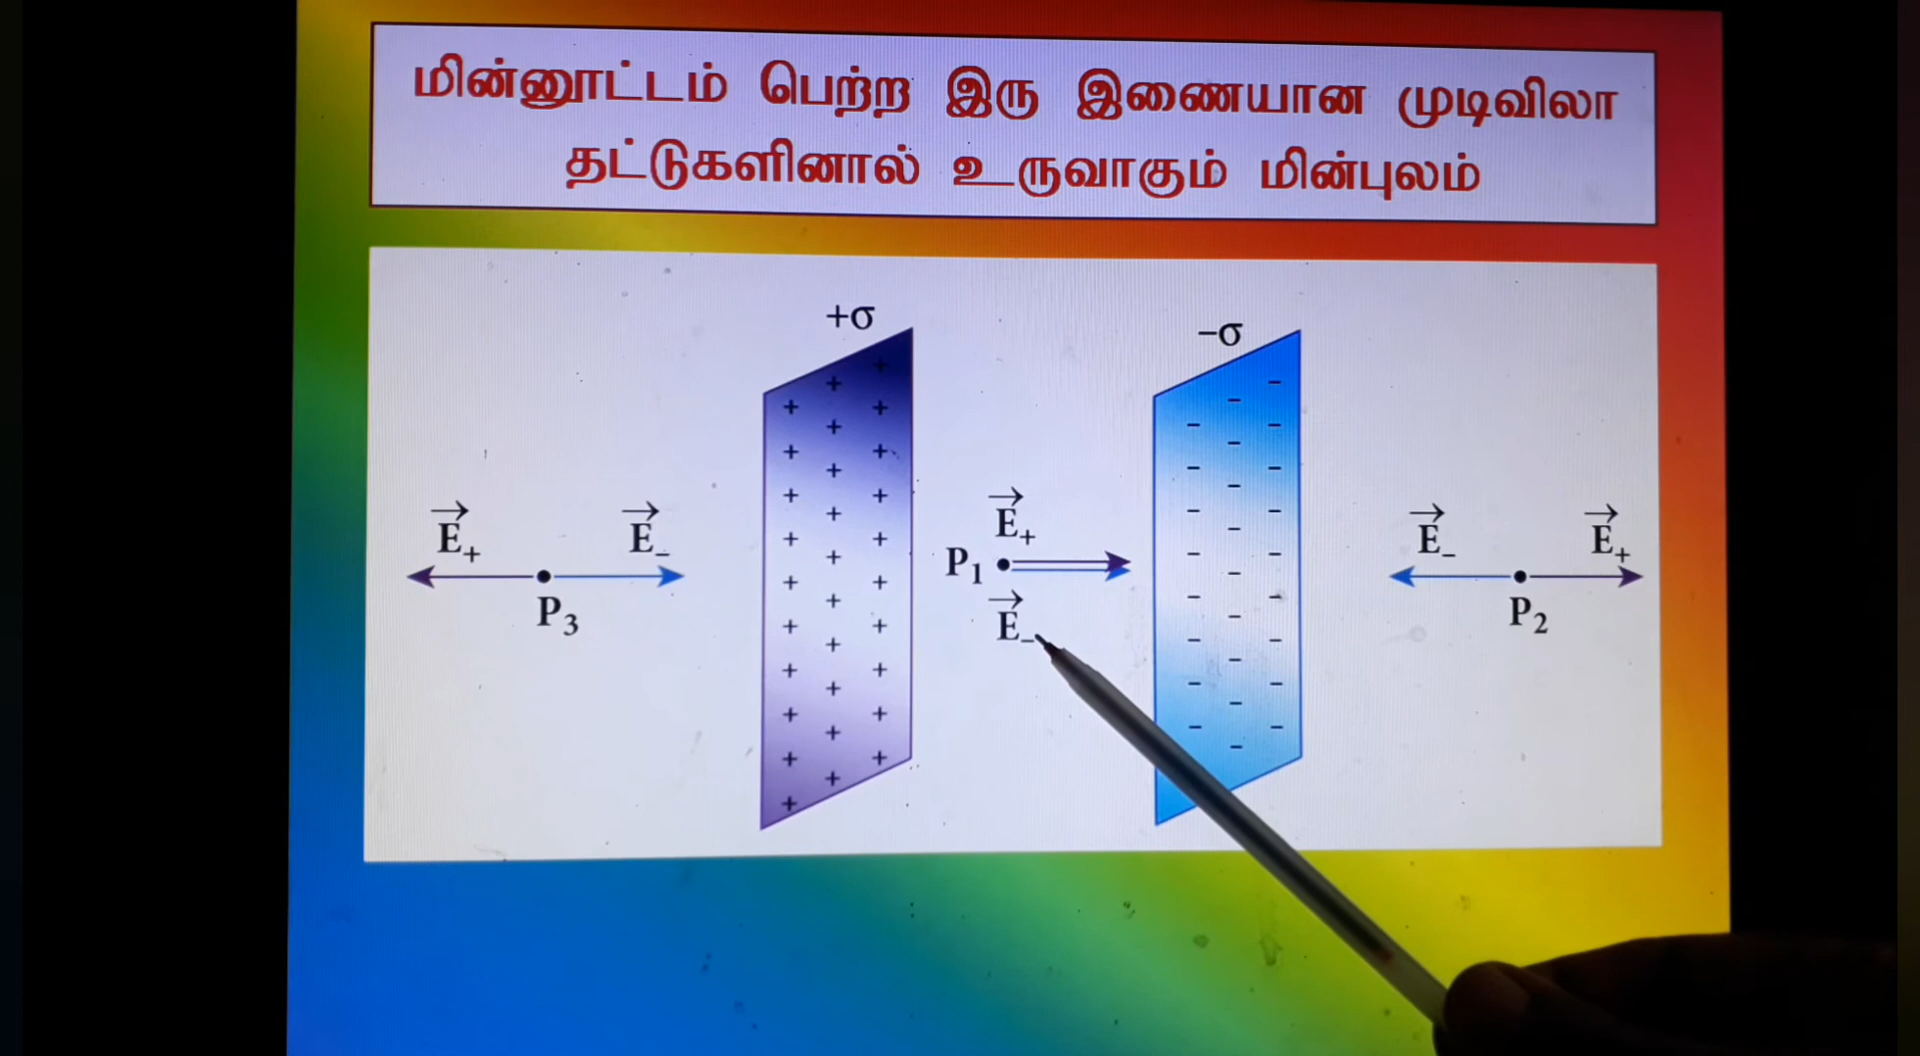 மின்னூட்டம் பெற்ற இரு இணையான முடிவிலா
தட்டுகளினால் உருவாகும் மின்புலம்
+σ
−σ
E⃗₊
E⃗₋
P₃
E⃗₊
P₁
E⃗₋
E⃗₋
E⃗₊
P₂